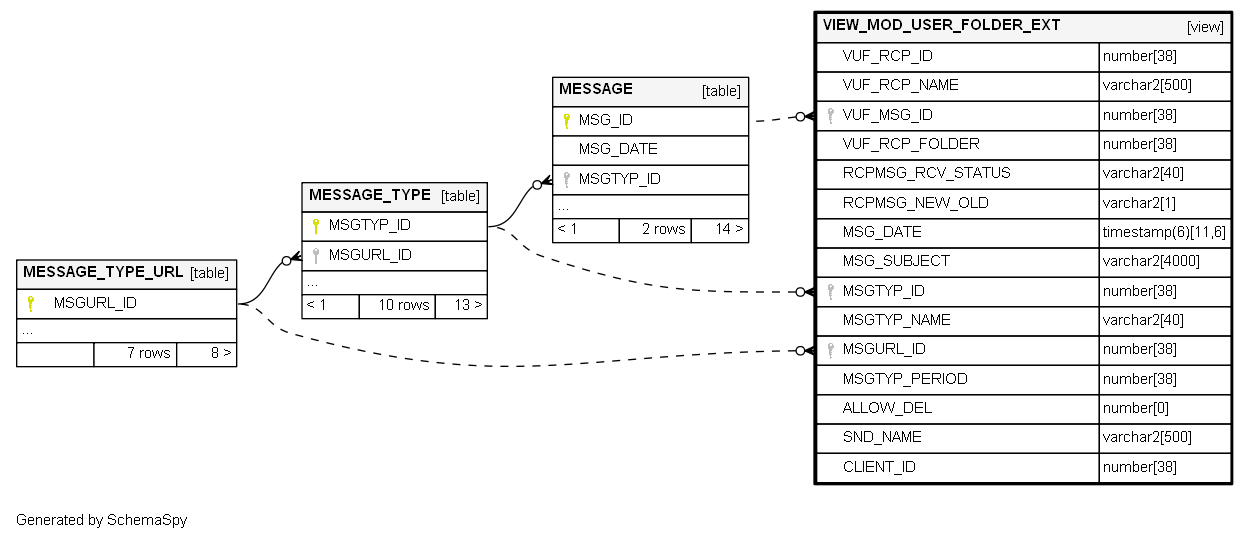 VIEW_MOD_USER_FOLDER_EXT [view]
VUF_RCP_ID number[38]
VUF_RCP_NAME varchar2[500]
VUF_MSG_ID number[38]
VUF_RCP_FOLDER number[38]
RCPMSG_RCV_STATUS varchar2[40]
RCPMSG_NEW_OLD varchar2[1]
MSG_DATE timestamp(6)[11,6]
MSG_SUBJECT varchar2[4000]
MSGTYP_ID number[38]
MSGTYP_NAME varchar2[40]
MSGURL_ID number[38]
MSGTYP_PERIOD number[38]
ALLOW_DEL number[0]
SND_NAME varchar2[500]
CLIENT_ID number[38]
MESSAGE [table]
MSG_ID
MSG_DATE
MSGTYP_ID
...
< 1 2 rows 14 >
MESSAGE_TYPE [table]
MSGTYP_ID
MSGURL_ID
...
< 1 10 rows 13 >
MESSAGE_TYPE_URL [table]
MSGURL_ID
...
7 rows 8 >
Generated by SchemaSpy